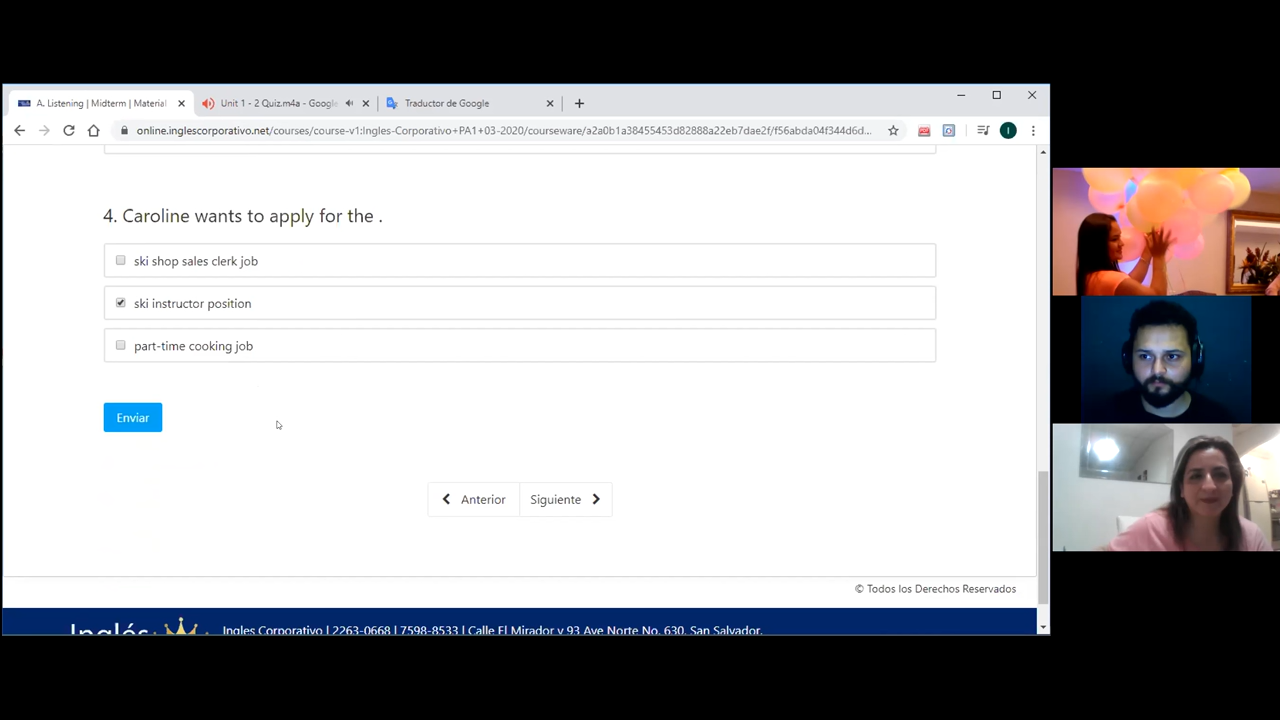 A. Listening | Midterm | Material
Unit 1 - 2 Quiz.m4a - Google
Traductor de Google
online.inglescorporativo.net/courses/course-v1:Ingles-Corporativo+PA1+03-2020/courseware/a2a0b1a38455453d82888a22eb7dae2f/f56abda04f344d6d...
4. Caroline wants to apply for the .
ski shop sales clerk job
ski instructor position
part-time cooking job
Enviar
Anterior
Siguiente
© Todos los Derechos Reservados
Inglés
Ingles Corporativo | 2263-0668 | 7598-8533 | Calle El Mirador y 93 Ave Norte No. 630, San Salvador.